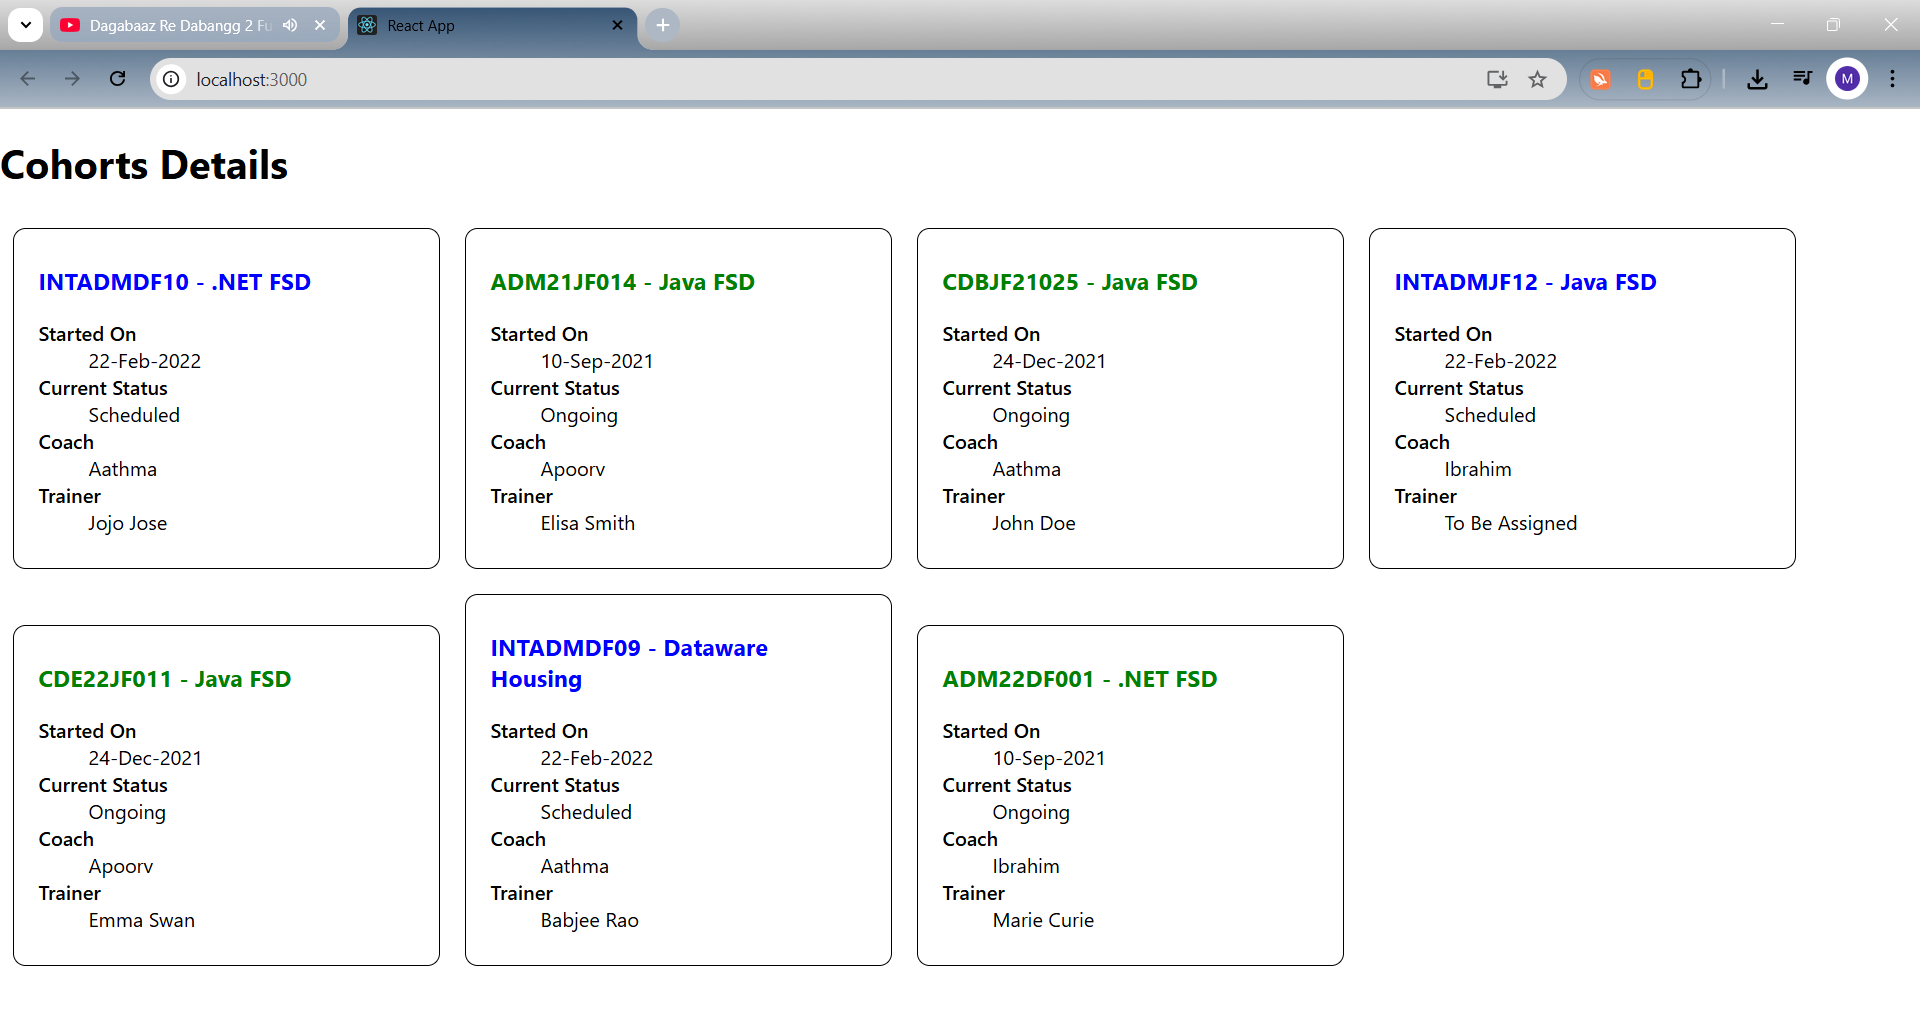 Dagabaaz Re Dabangg 2 Fu
React App
localhost:3000
M
Cohorts Details
INTADMDF10 - .NET FSD
Started On
22-Feb-2022
Current Status
Scheduled
Coach
Aathma
Trainer
Jojo Jose
ADM21JF014 - Java FSD
Started On
10-Sep-2021
Current Status
Ongoing
Coach
Apoorv
Trainer
Elisa Smith
CDBJF21025 - Java FSD
Started On
24-Dec-2021
Current Status
Ongoing
Coach
Aathma
Trainer
John Doe
INTADMJF12 - Java FSD
Started On
22-Feb-2022
Current Status
Scheduled
Coach
Ibrahim
Trainer
To Be Assigned
CDE22JF011 - Java FSD
Started On
24-Dec-2021
Current Status
Ongoing
Coach
Apoorv
Trainer
Emma Swan
INTADMDF09 - Dataware
Housing
Started On
22-Feb-2022
Current Status
Scheduled
Coach
Aathma
Trainer
Babjee Rao
ADM22DF001 - .NET FSD
Started On
10-Sep-2021
Current Status
Ongoing
Coach
Ibrahim
Trainer
Marie Curie